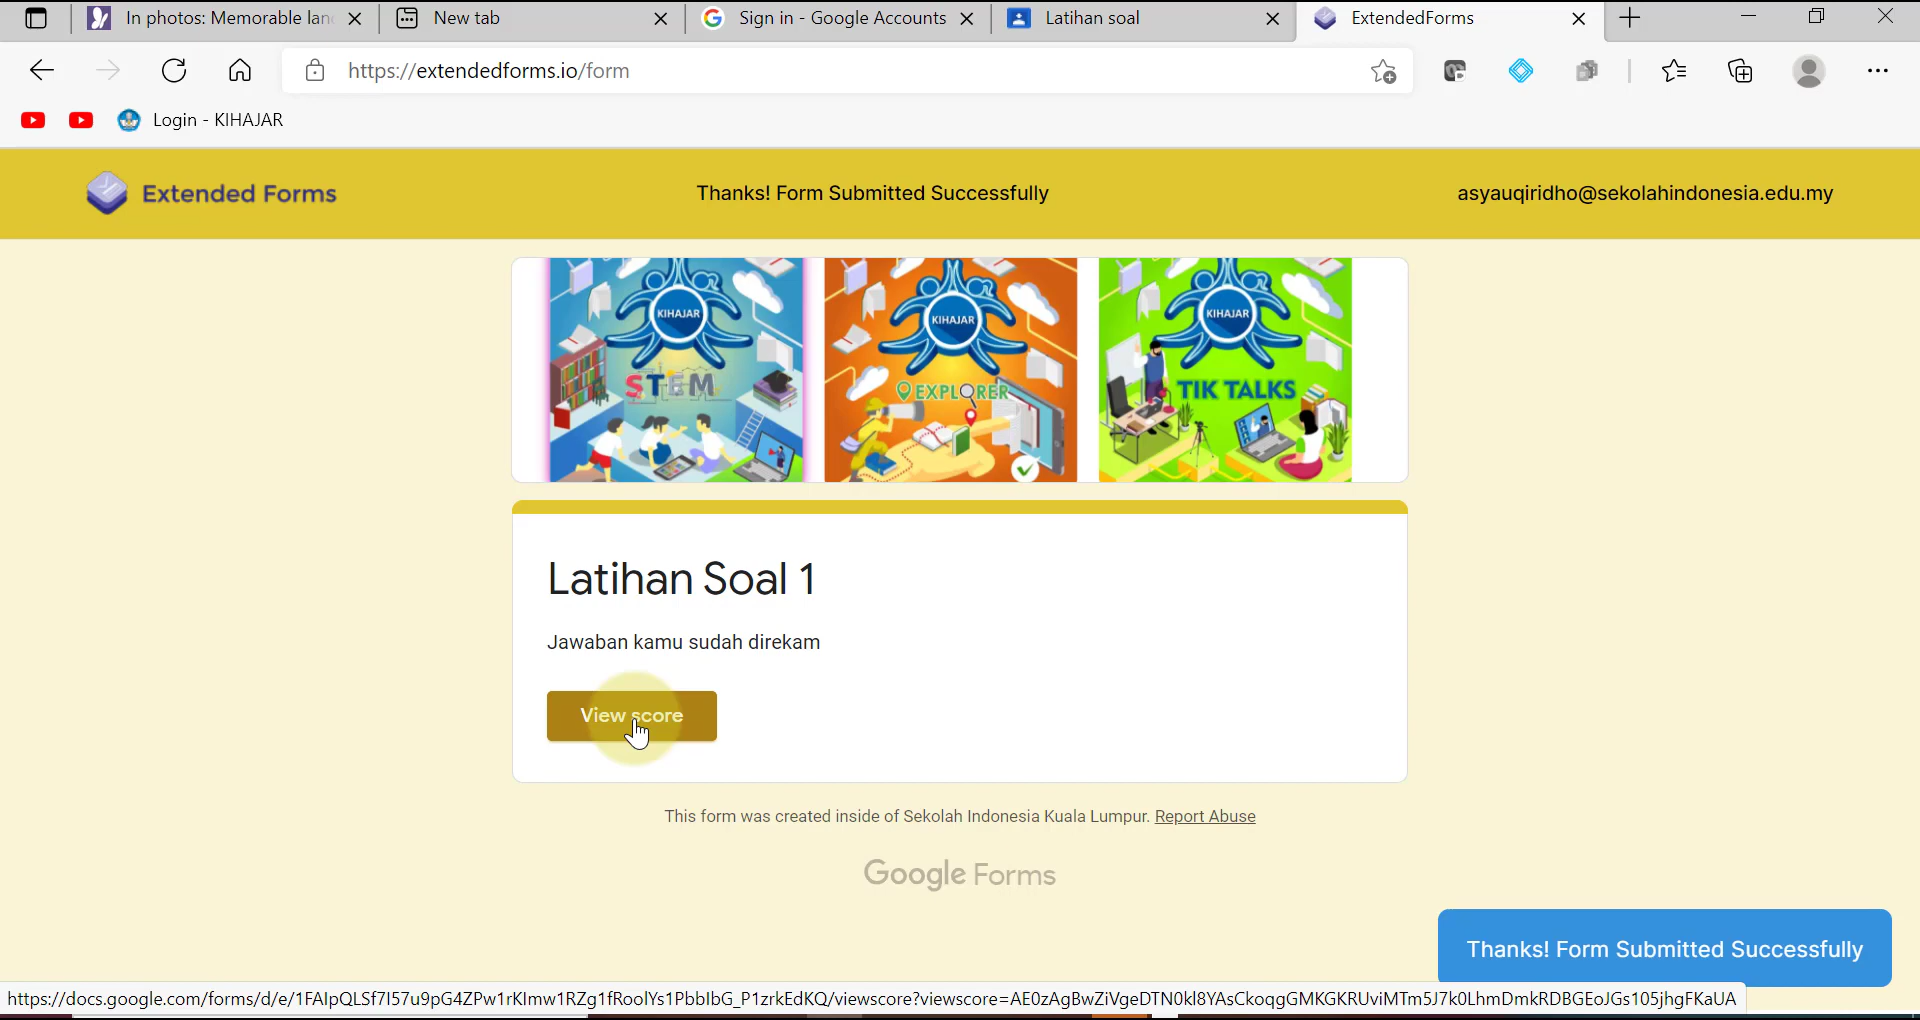 In photos: Memorable lan
New tab
Sign in - Google Accounts
Latihan soal
ExtendedForms
https://extendedforms.io/form
Login - KIHAJAR
Extended Forms
Thanks! Form Submitted Successfully
asyauqiridho@sekolahindonesia.edu.my
KIHAJAR
STEM
KIHAJAR
EXPLORER
KIHAJAR
TIK TALKS
Latihan Soal 1
Jawaban kamu sudah direkam
View score
This form was created inside of Sekolah Indonesia Kuala Lumpur. Report Abuse
Google Forms
Thanks! Form Submitted Successfully
https://docs.google.com/forms/d/e/1FAIpQLSf7I57u9pG4ZPw1rKImw1RZg1fRoolYs1PbbIbG_P1zrkEdKQ/viewscore?viewscore=AE0zAgBwZiVgeDTN0kl8YAsCkoqgGMKGKRUviMTm5J7k0LhmDmkRDBGEoJGs105jhgFKaUA